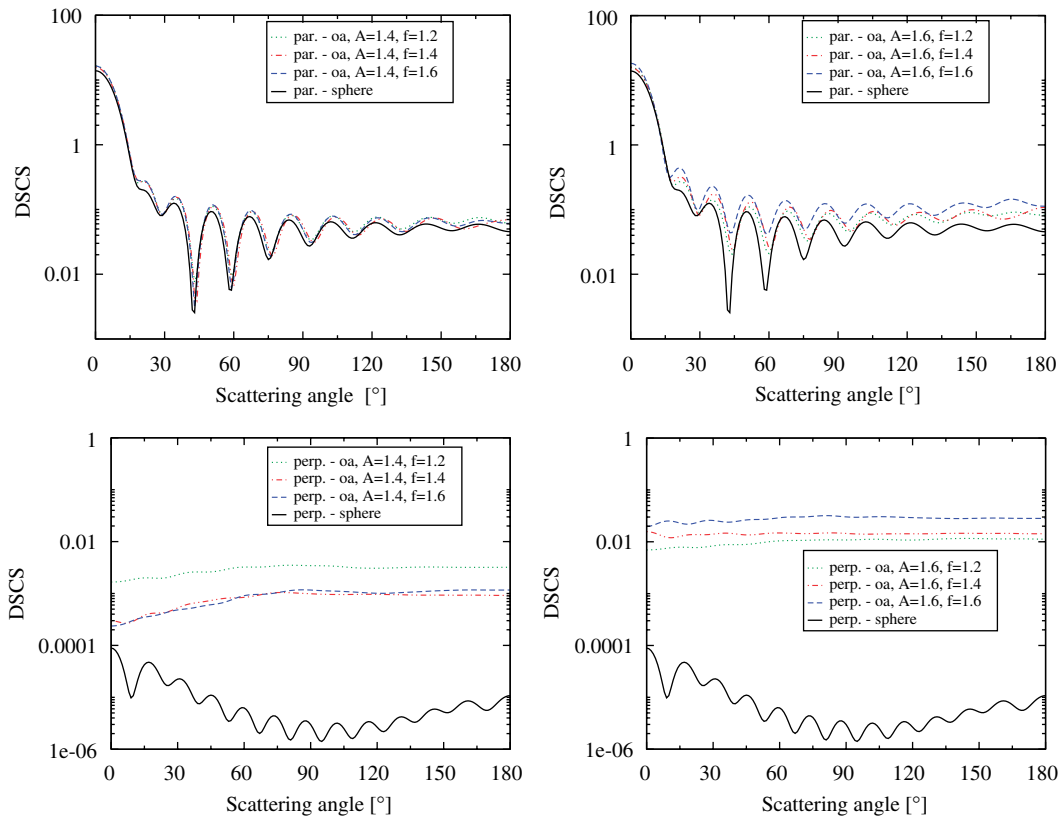 100
1
0.01
DSCS
par. - oa, A=1.4, f=1.2
par. - oa, A=1.4, f=1.4
par. - oa, A=1.4, f=1.6
par. - sphere
0 30 60 90 120 150 180
Scattering angle [°]
100
1
0.01
DSCS
par. - oa, A=1.6, f=1.2
par. - oa, A=1.6, f=1.4
par. - oa, A=1.6, f=1.6
par. - sphere
0 30 60 90 120 150 180
Scattering angle [°]
1
0.01
0.0001
1e-06
DSCS
perp. - oa, A=1.4, f=1.2
perp. - oa, A=1.4, f=1.4
perp. - oa, A=1.4, f=1.6
perp. - sphere
0 30 60 90 120 150 180
Scattering angle [°]
1
0.01
0.0001
1e-06
DSCS
perp. - oa, A=1.6, f=1.2
perp. - oa, A=1.6, f=1.4
perp. - oa, A=1.6, f=1.6
perp. - sphere
0 30 60 90 120 150 180
Scattering angle [°]